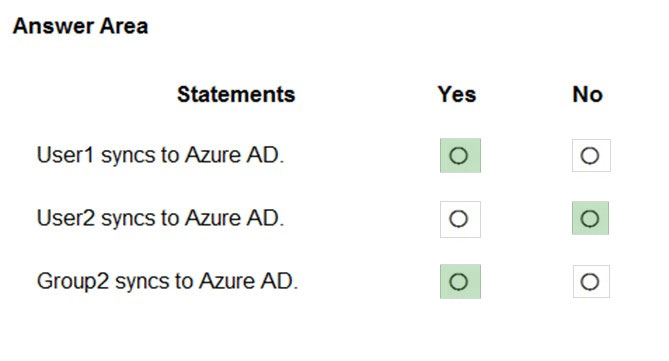 Answer Area
Statements Yes No
User1 syncs to Azure AD.
User2 syncs to Azure AD.
Group2 syncs to Azure AD.